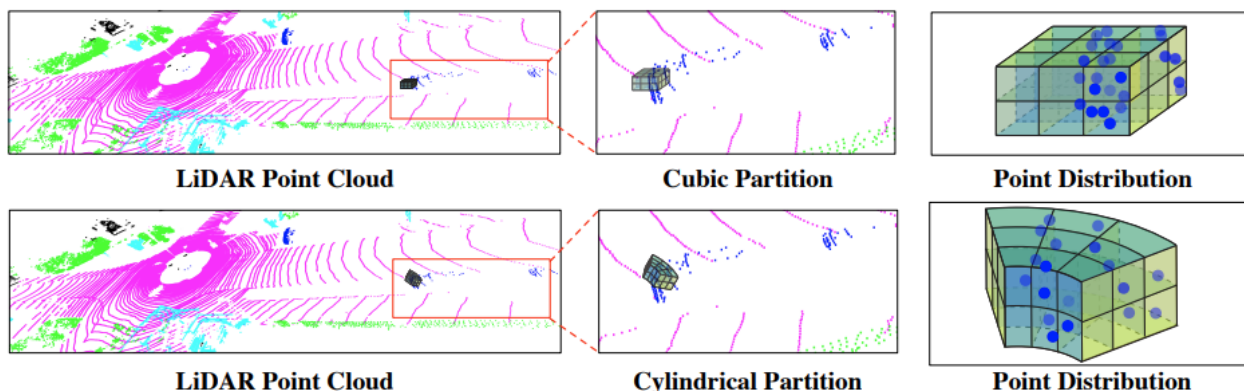 LiDAR Point Cloud
Cubic Partition
Point Distribution
LiDAR Point Cloud
Cylindrical Partition
Point Distribution